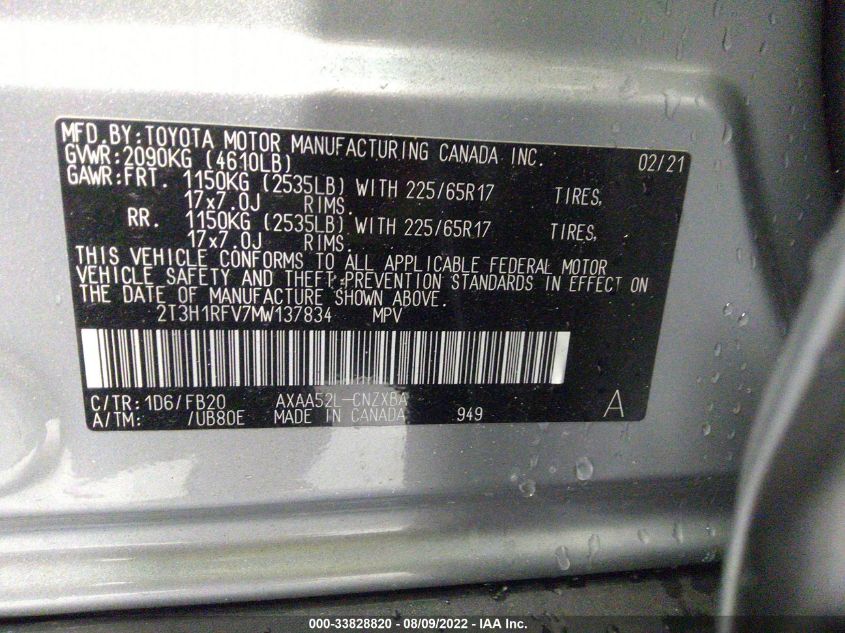 MFD.BY:TOYOTA MOTOR MANUFACTURING CANADA INC. 02/21
GVWR:2090KG (4610LB)
GAWR:FRT. 1150KG (2535LB) WITH 225/65R17 TIRES,
17x7.0J RIMS.
RR. 1150KG (2535LB) WITH 225/65R17 TIRES,
17x7.0J RIMS.
THIS VEHICLE CONFORMS TO ALL APPLICABLE FEDERAL MOTOR
VEHICLE SAFETY AND THEFT PREVENTION STANDARDS IN EFFECT ON
THE DATE OF MANUFACTURE SHOWN ABOVE.
2T3H1RFV7MW137834 MPV
C/TR:1D6/FB20 AXAA52L-CNZXBA
A/TM: /UB80E MADE IN CANADA 949 A
000-33828820 - 08/09/2022 - IAA Inc.